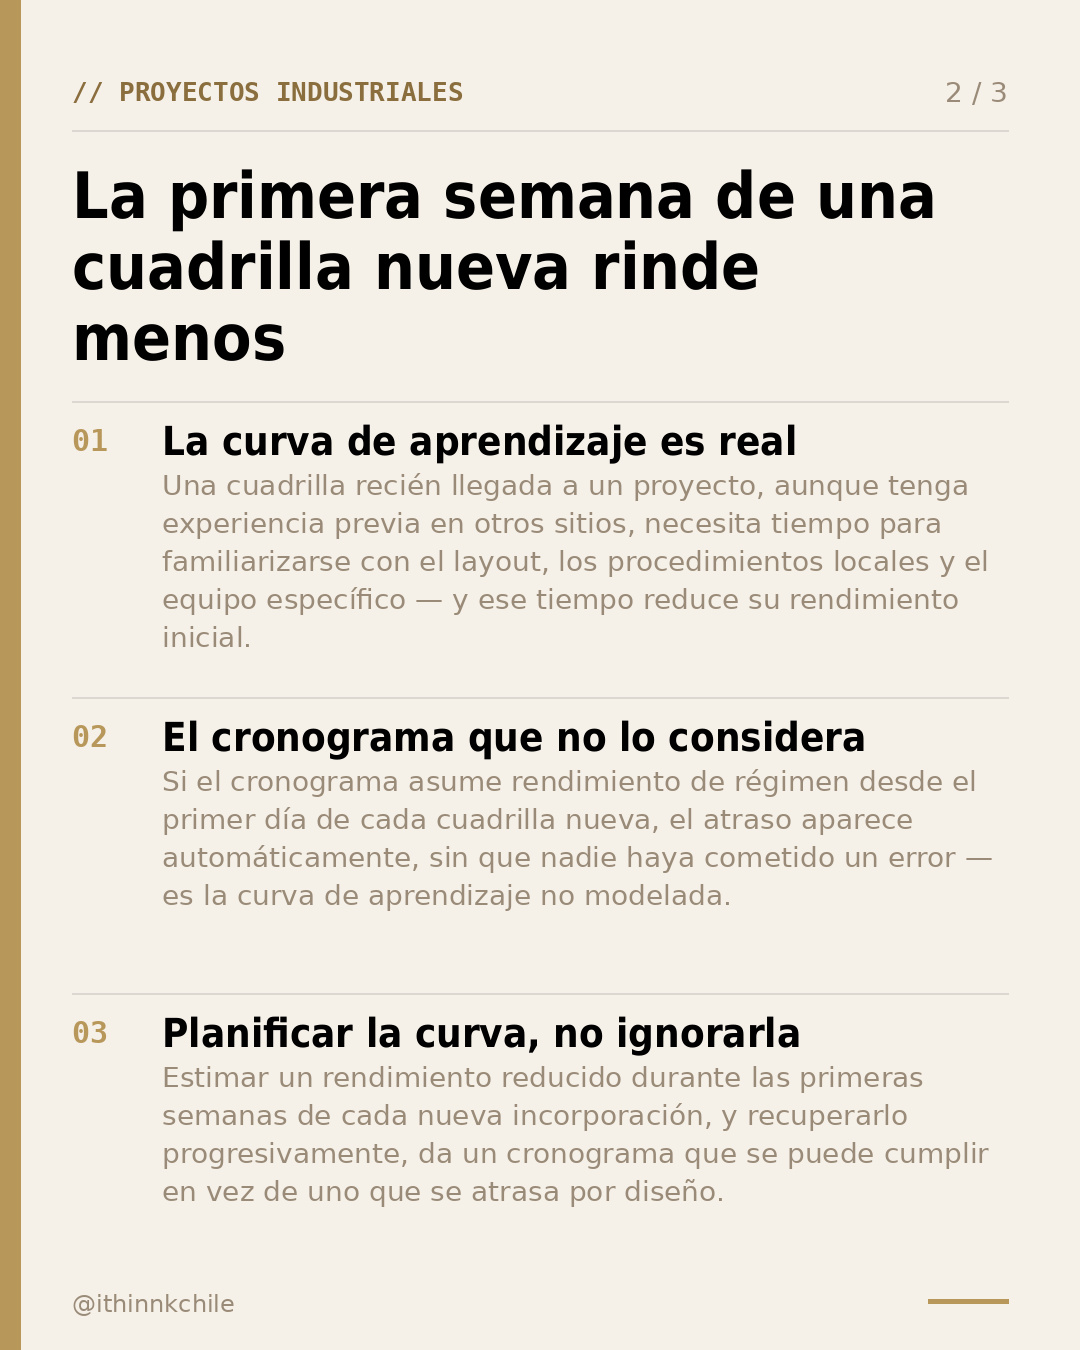 // PROYECTOS INDUSTRIALES
2 / 3
La primera semana de una
cuadrilla nueva rinde
menos
01
La curva de aprendizaje es real
Una cuadrilla recién llegada a un proyecto, aunque tenga
experiencia previa en otros sitios, necesita tiempo para
familiarizarse con el layout, los procedimientos locales y el
equipo específico — y ese tiempo reduce su rendimiento
inicial.
02
El cronograma que no lo considera
Si el cronograma asume rendimiento de régimen desde el
primer día de cada cuadrilla nueva, el atraso aparece
automáticamente, sin que nadie haya cometido un error —
es la curva de aprendizaje no modelada.
03
Planificar la curva, no ignorarla
Estimar un rendimiento reducido durante las primeras
semanas de cada nueva incorporación, y recuperarlo
progresivamente, da un cronograma que se puede cumplir
en vez de uno que se atrasa por diseño.
@ithinnkchile